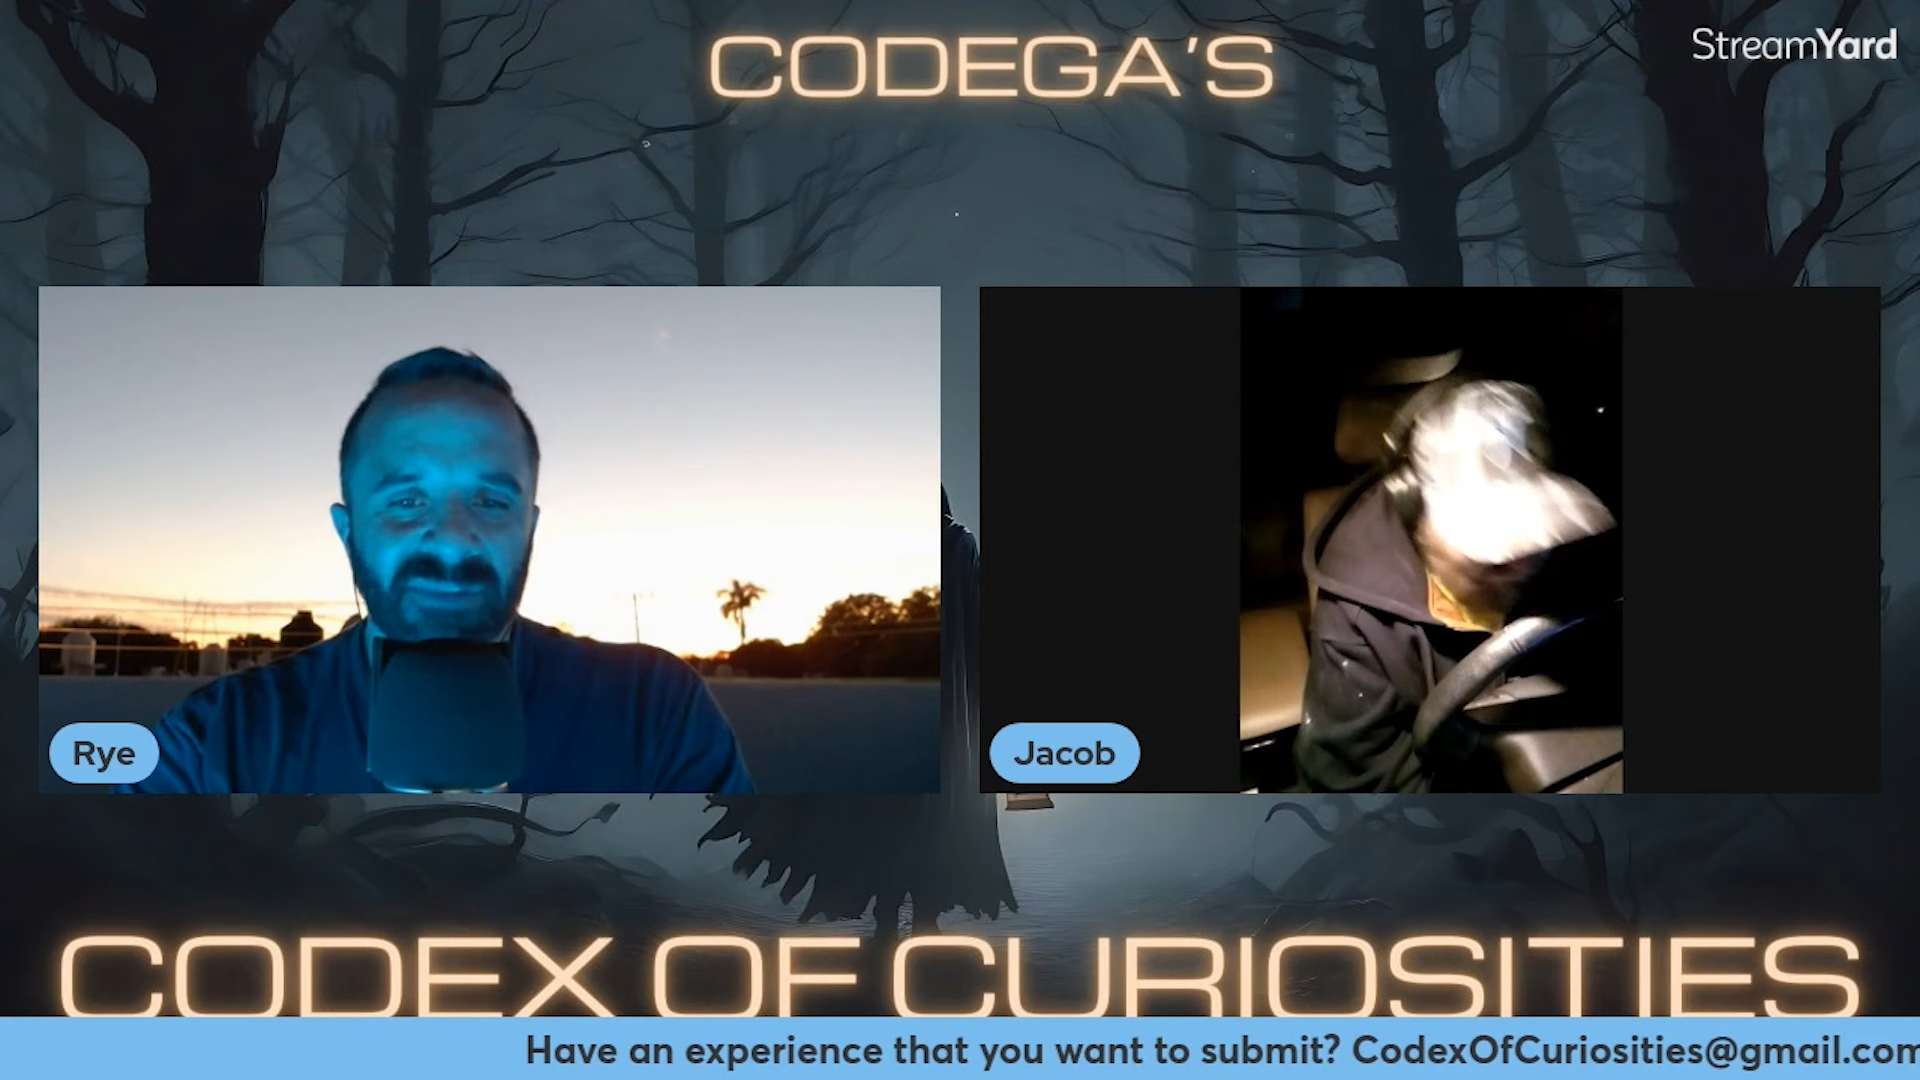 CODEGA'S
StreamYard
Rye
Jacob
CODEX OF CURIOSITIES
Have an experience that you want to submit? CodexOfCuriosities@gmail.com